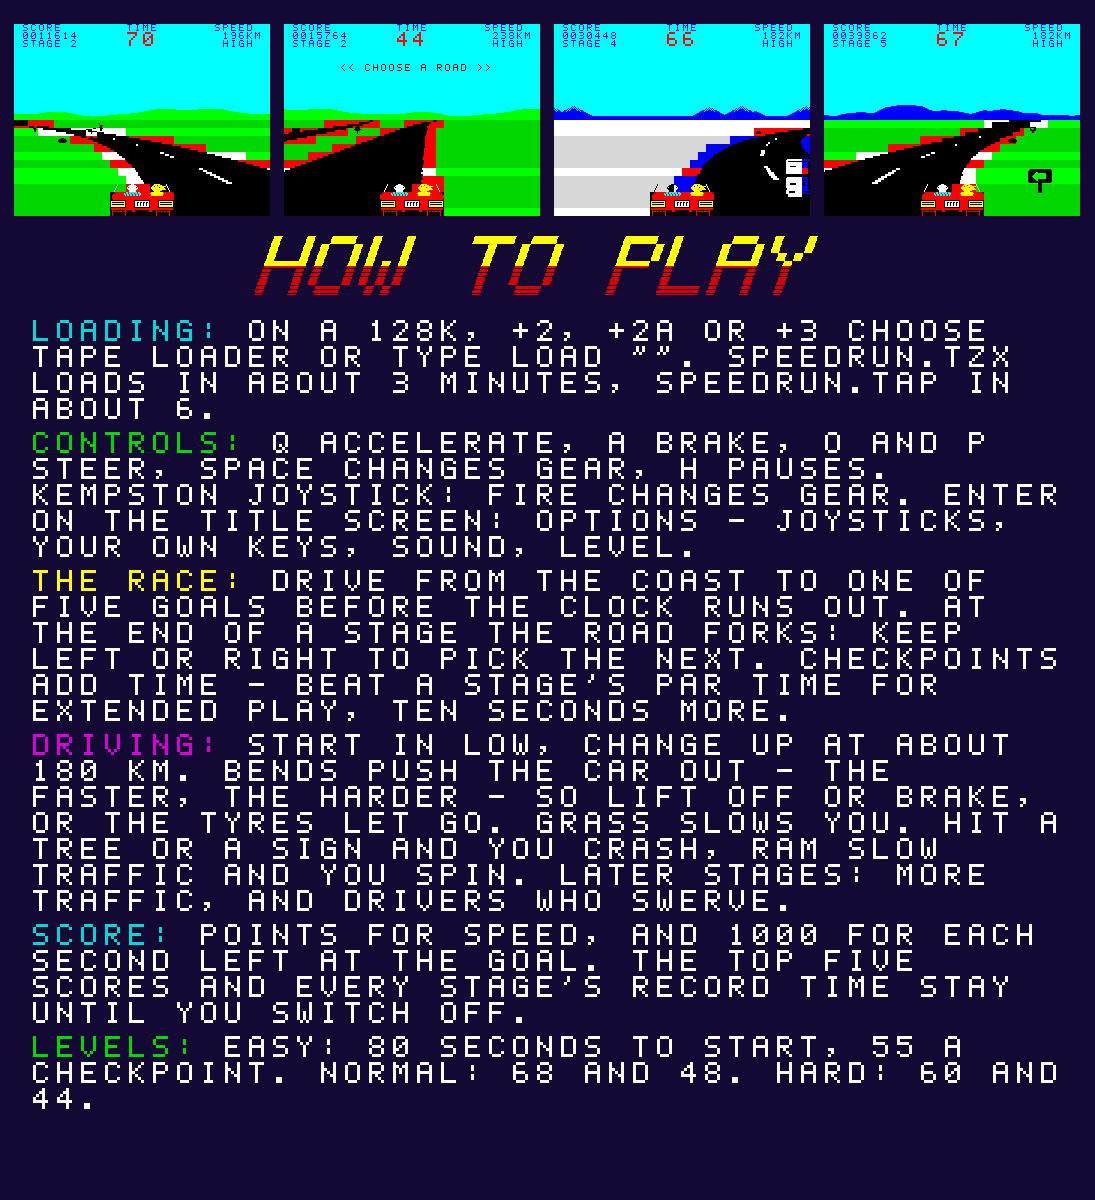 SCORE TIME SPEED
0011514 70 196KM
STAGE 2 HIGH
SCORE TIME SPEED
0015764 44 238KM
STAGE 2 HIGH
<< CHOOSE A ROAD >>
SCORE TIME SPEED
0030448 66 182KM
STAGE 4 HIGH
SCORE TIME SPEED
0039862 67 182KM
STAGE 5 HIGH
HOW TO PLAY
LOADING: ON A 128K, +2, +2A OR +3 CHOOSE
TAPE LOADER OR TYPE LOAD "". SPEEDRUN.TZX
LOADS IN ABOUT 3 MINUTES, SPEEDRUN.TAP IN
ABOUT 6.
CONTROLS: Q ACCELERATE, A BRAKE, O AND P
STEER, SPACE CHANGES GEAR, H PAUSES.
KEMPSTON JOYSTICK: FIRE CHANGES GEAR. ENTER
ON THE TITLE SCREEN: OPTIONS - JOYSTICKS,
YOUR OWN KEYS, SOUND, LEVEL.
THE RACE: DRIVE FROM THE COAST TO ONE OF
FIVE GOALS BEFORE THE CLOCK RUNS OUT. AT
THE END OF A STAGE THE ROAD FORKS: KEEP
LEFT OR RIGHT TO PICK THE NEXT. CHECKPOINTS
ADD TIME - BEAT A STAGE'S PAR TIME FOR
EXTENDED PLAY, TEN SECONDS MORE.
DRIVING: START IN LOW, CHANGE UP AT ABOUT
180 KM. BENDS PUSH THE CAR OUT - THE
FASTER, THE HARDER - SO LIFT OFF OR BRAKE,
OR THE TYRES LET GO. GRASS SLOWS YOU. HIT A
TREE OR A SIGN AND YOU CRASH, RAM SLOW
TRAFFIC AND YOU SPIN. LATER STAGES: MORE
TRAFFIC, AND DRIVERS WHO SWERVE.
SCORE: POINTS FOR SPEED, AND 1000 FOR EACH
SECOND LEFT AT THE GOAL. THE TOP FIVE
SCORES AND EVERY STAGE'S RECORD TIME STAY
UNTIL YOU SWITCH OFF.
LEVELS: EASY: 80 SECONDS TO START, 55 A
CHECKPOINT. NORMAL: 68 AND 48. HARD: 60 AND
44.